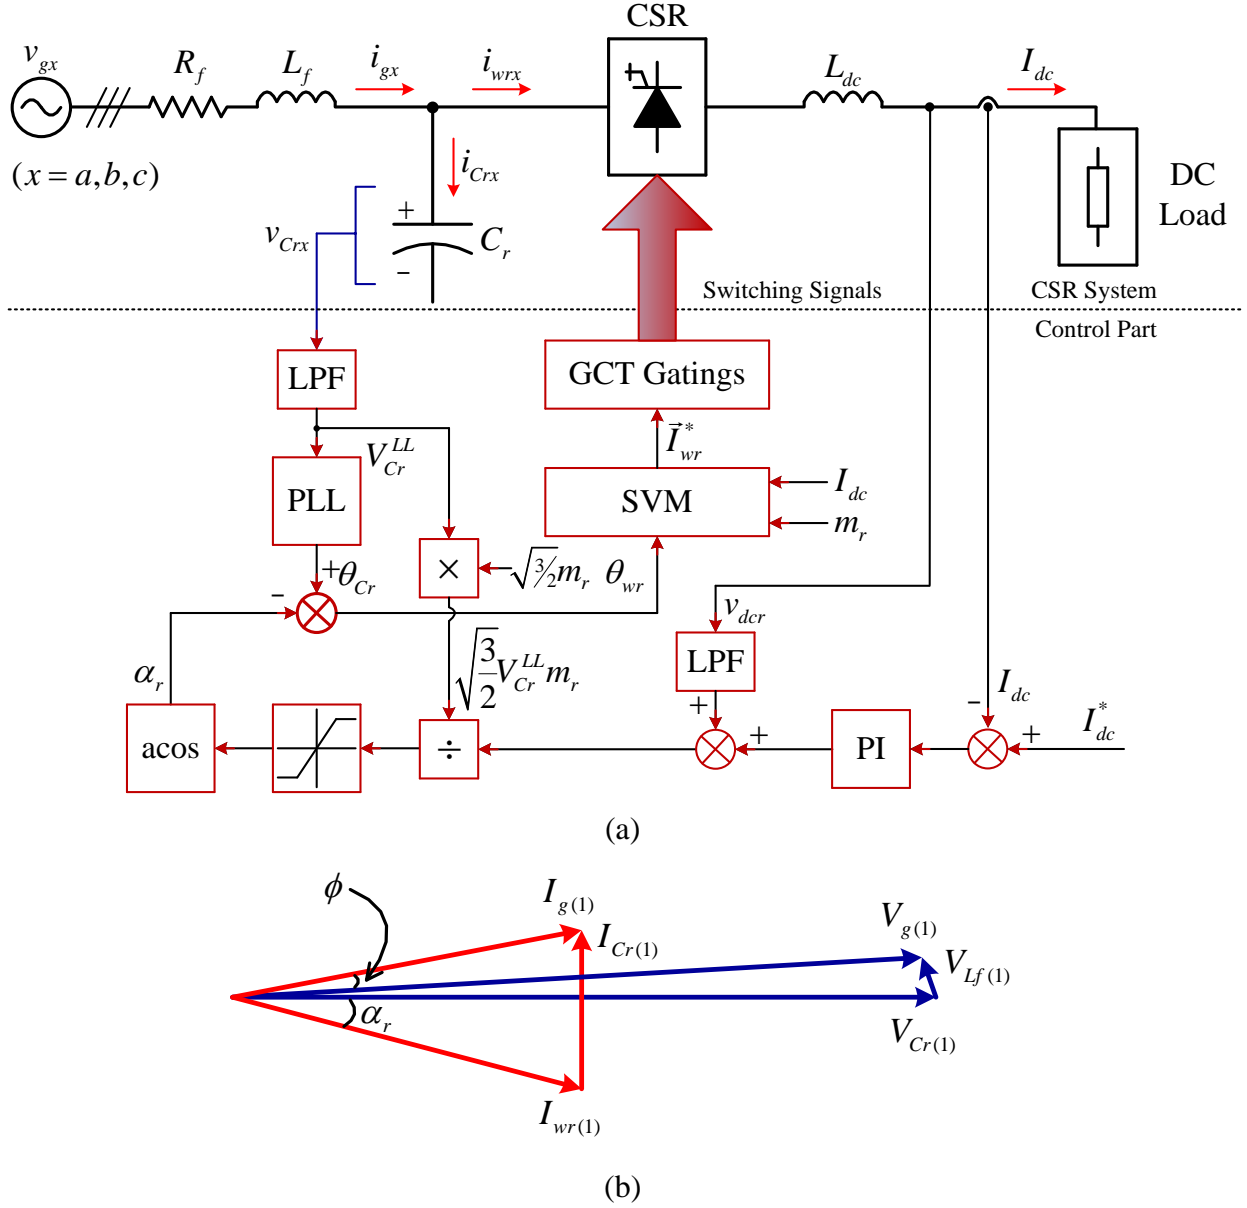 CSR
v_gx
R_f
L_f
i_gx
i_wrx
L_dc
I_dc
(x = a,b,c)
i_Crx
DC
Load
+
v_Crx
C_r
-
Switching Signals
CSR System
Control Part
LPF
GCT Gatings
V_Cr^LL
\vec{I}_wr^*
PLL
SVM
I_dc
m_r
+
θ_Cr
×
√(3/2) m_r
θ_wr
-
v_dcr
LPF
α_r
√(3/2) V_Cr^LL m_r
+
I_dc
-
I_dc^*
acos
÷
+
PI
+
(a)
ϕ
I_g(1)
I_Cr(1)
V_g(1)
V_Lf(1)
α_r
V_Cr(1)
I_wr(1)
(b)